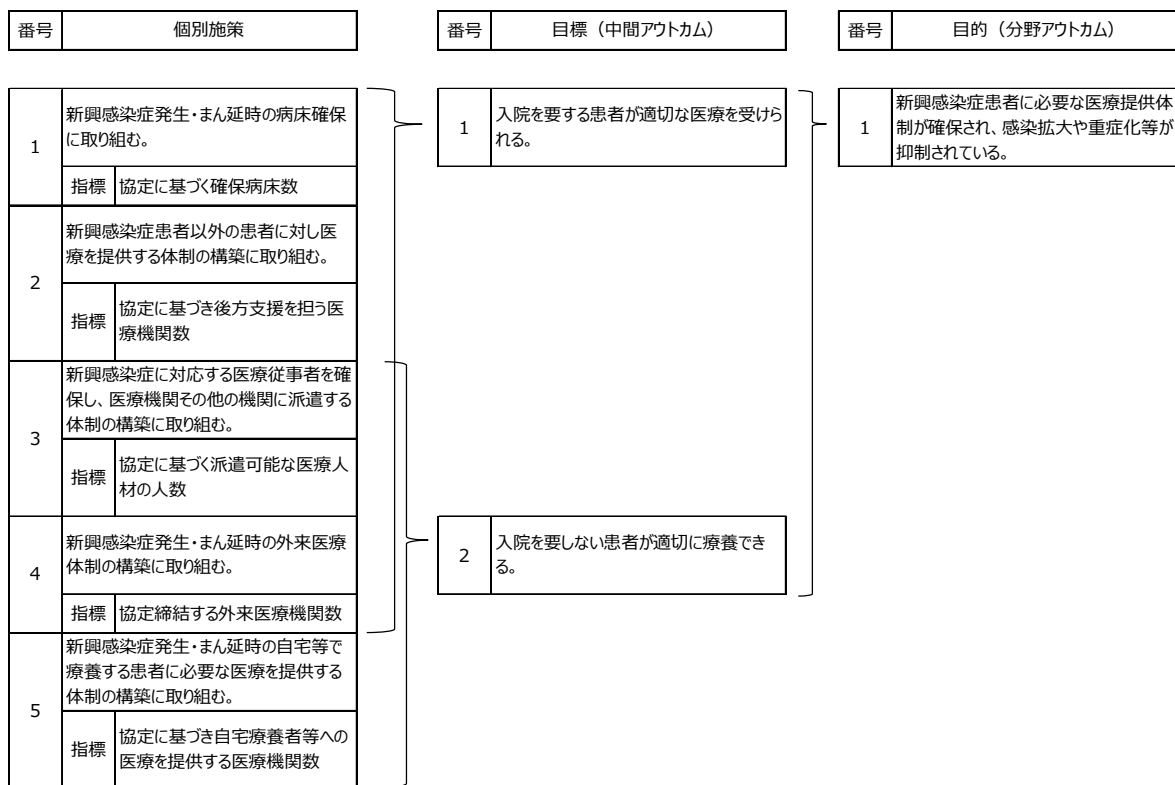 番号
個別施策
番号
目標（中間アウトカム）
番号
目的（分野アウトカム）
1
新興感染症発生・まん延時の病床確保
に取り組む。
指標
協定に基づく確保病床数
2
新興感染症患者以外の患者に対し医
療を提供する体制の構築に取り組む。
指標
協定に基づき後方支援を担う医
療機関数
3
新興感染症に対応する医療従事者を確
保し、医療機関その他の機関に派遣する
体制の構築に取り組む。
指標
協定に基づく派遣可能な医療人
材の人数
4
新興感染症発生・まん延時の外来医療
体制の構築に取り組む。
指標
協定締結する外来医療機関数
5
新興感染症発生・まん延時の自宅等で
療養する患者に必要な医療を提供する
体制の構築に取り組む。
指標
協定に基づき自宅療養者等への
医療を提供する医療機関数
1
入院を要する患者が適切な医療を受けら
れる。
2
入院を要しない患者が適切に療養でき
る。
1
新興感染症患者に必要な医療提供体
制が確保され、感染拡大や重症化等が
抑制されている。